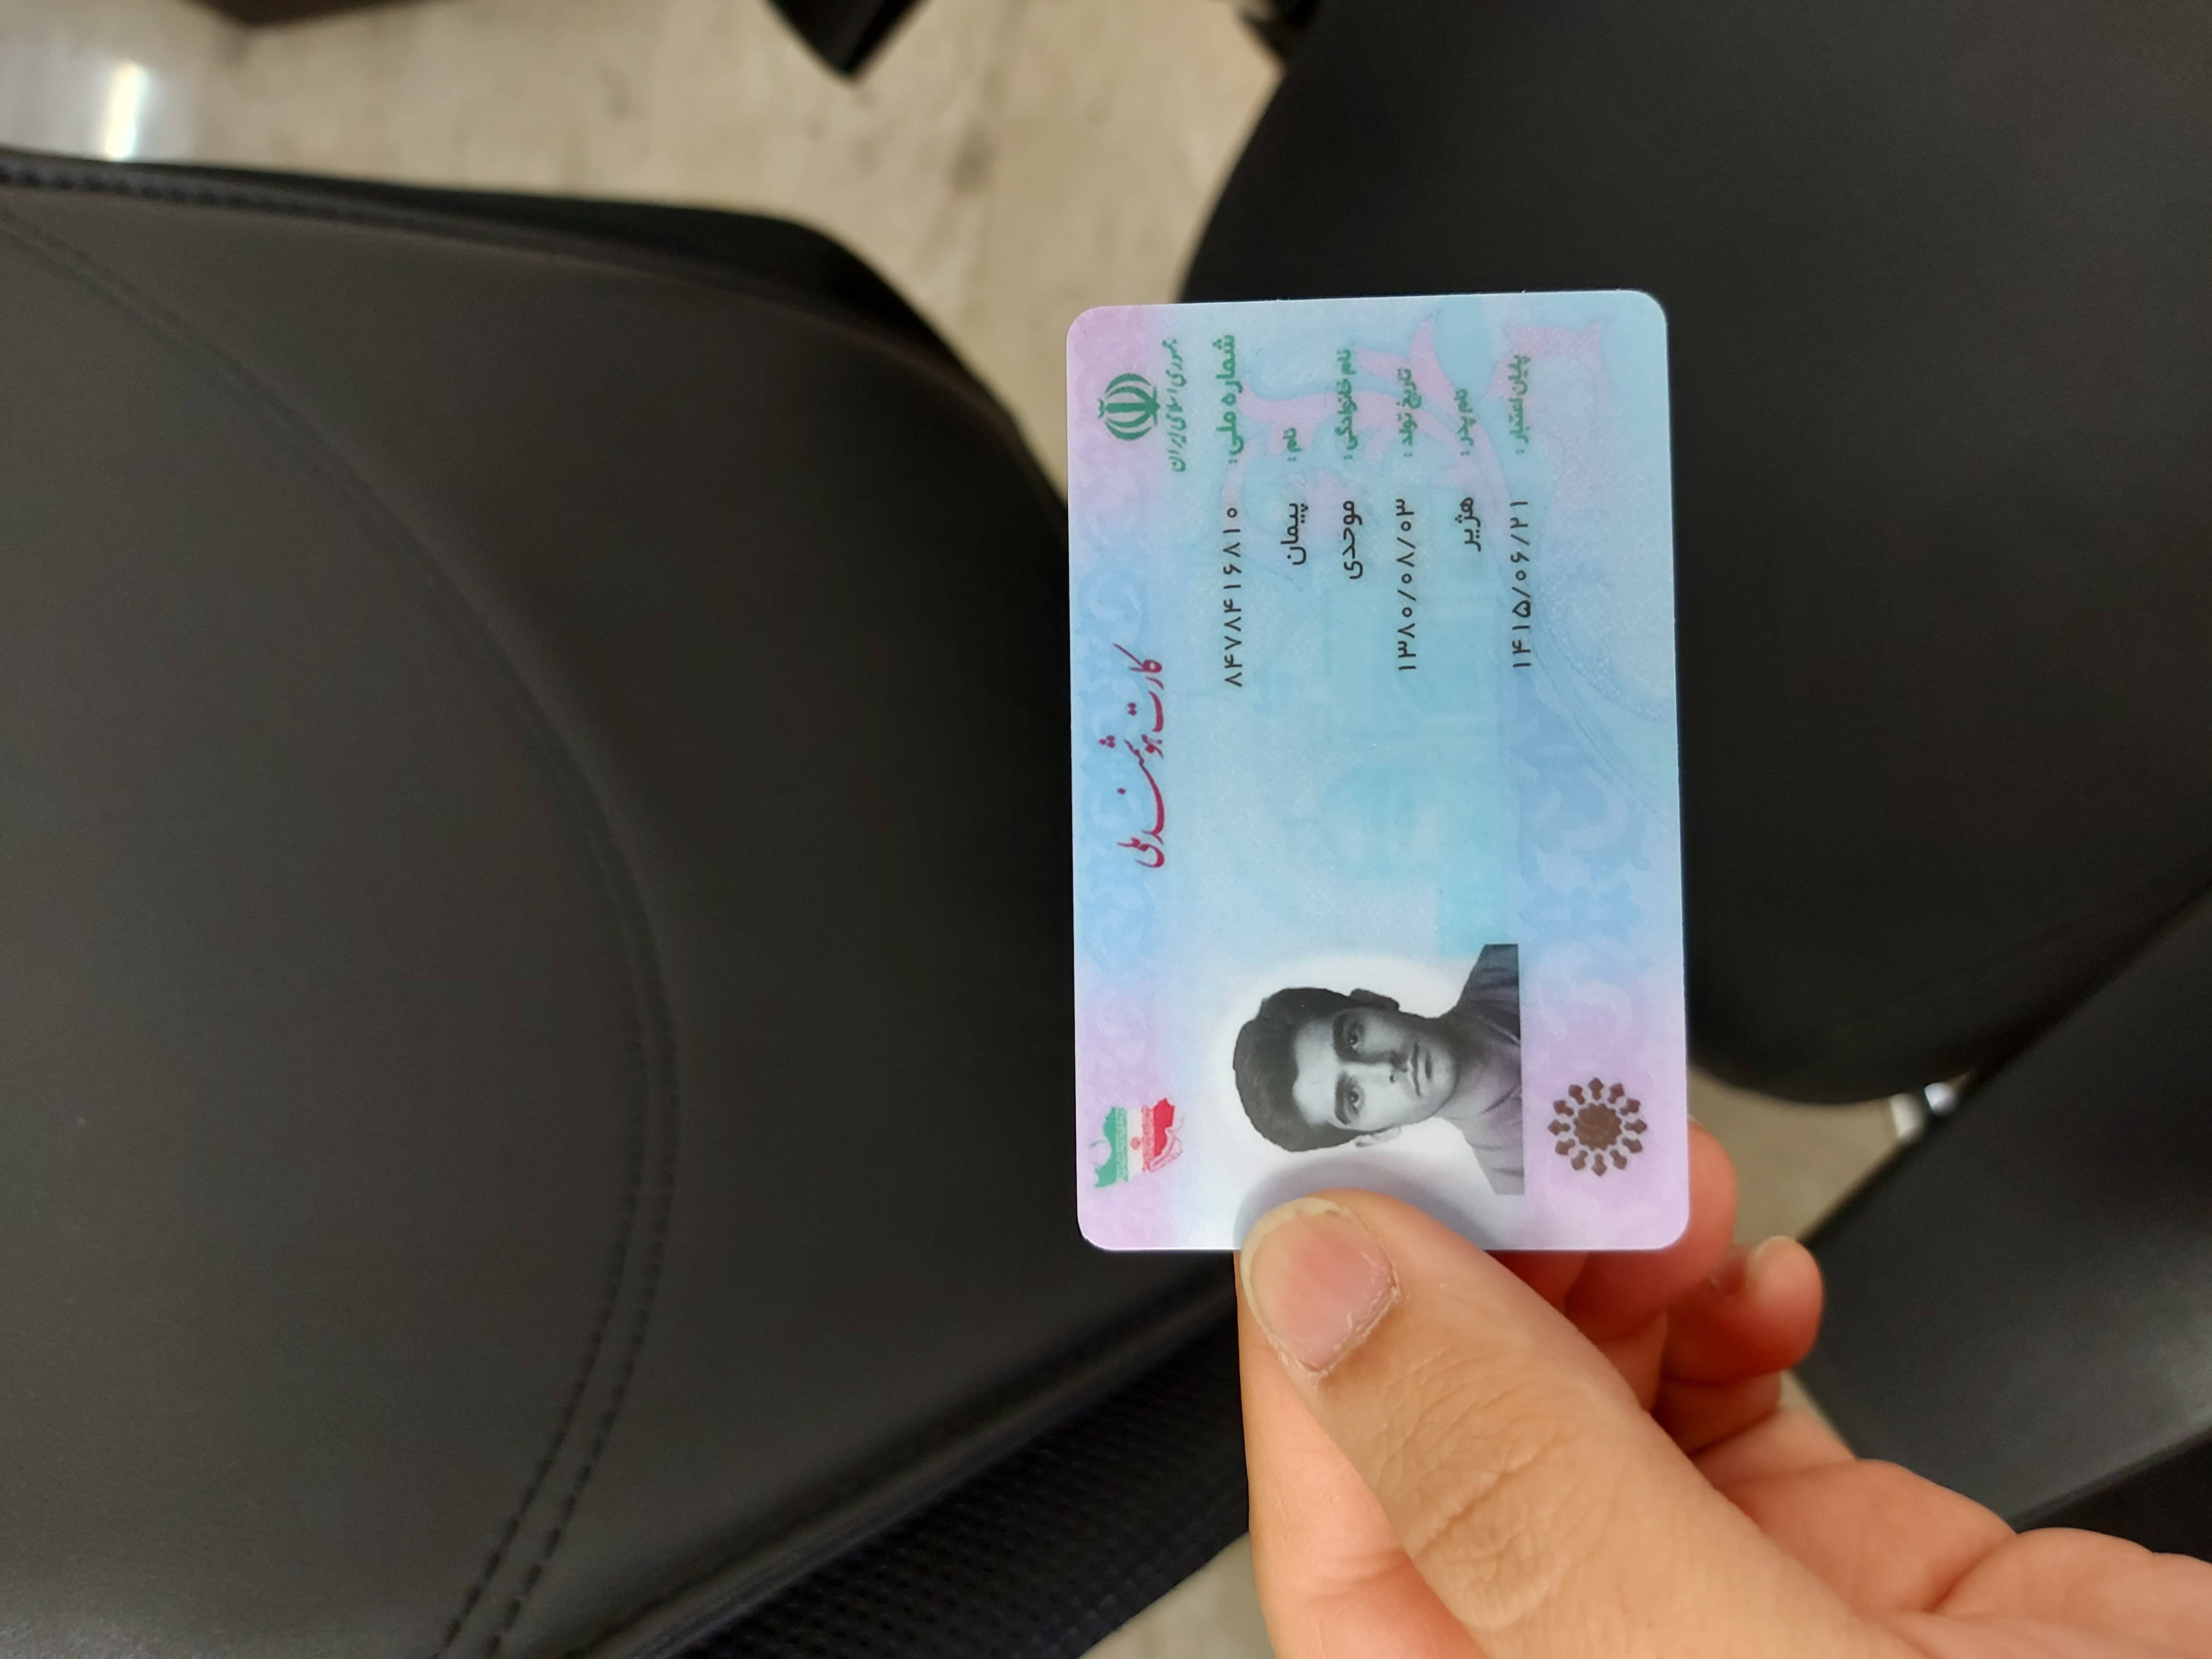 جمهوری اسلامی ایران
کارت هوشمند ملی
شماره ملی: ۸۴۷۸۴۱۶۸۱۰
نام: پیمان
نام خانوادگی: موحدی
تاریخ تولد: ۱۳۸۰/۰۸/۰۳
نام پدر: هژیر
پایان اعتبار: ۱۴۱۵/۰۶/۲۱